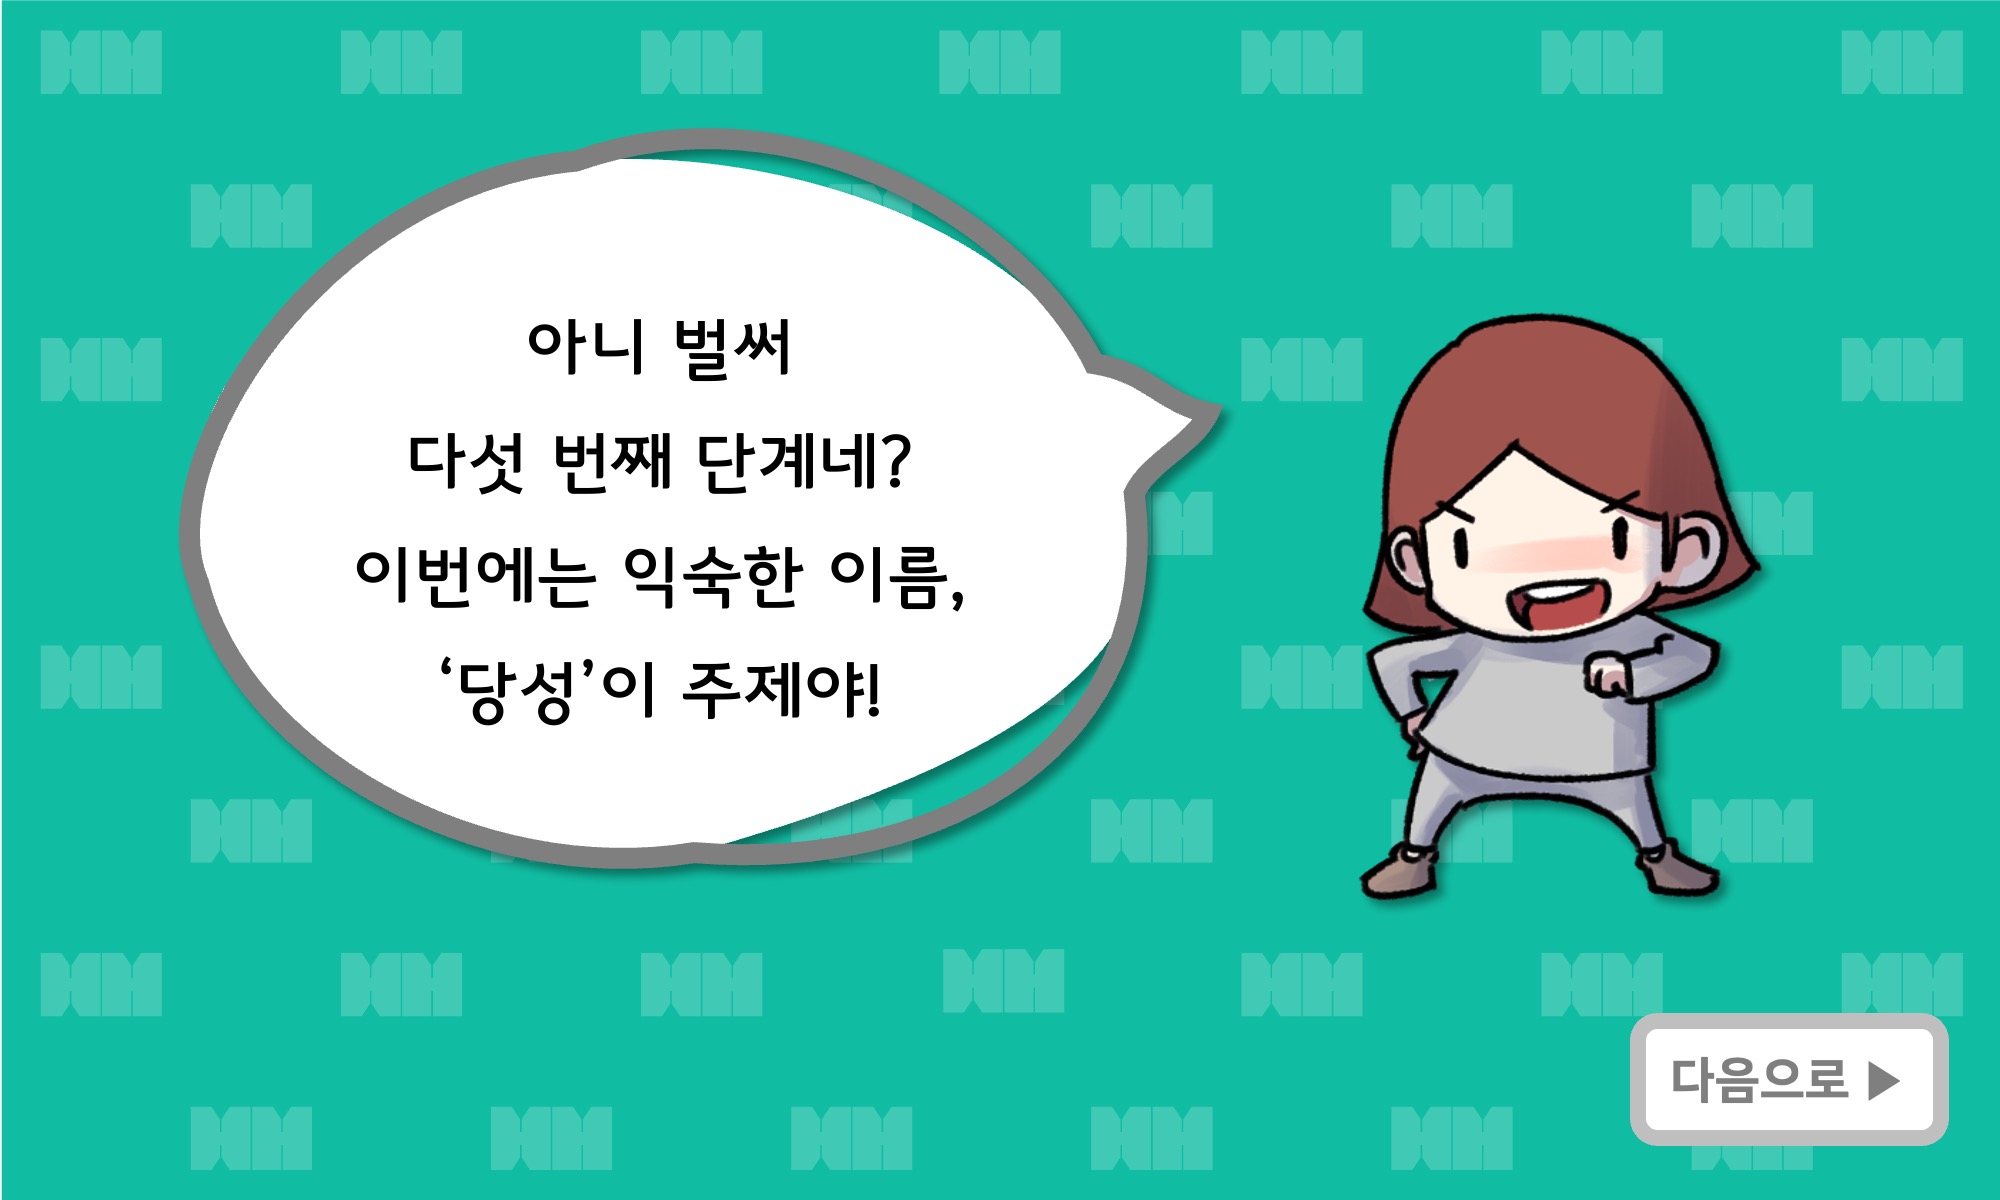 아니 벌써
다섯 번째 단계네?
이번에는 익숙한 이름,
‘당성’이 주제야!
다음으로 ▶